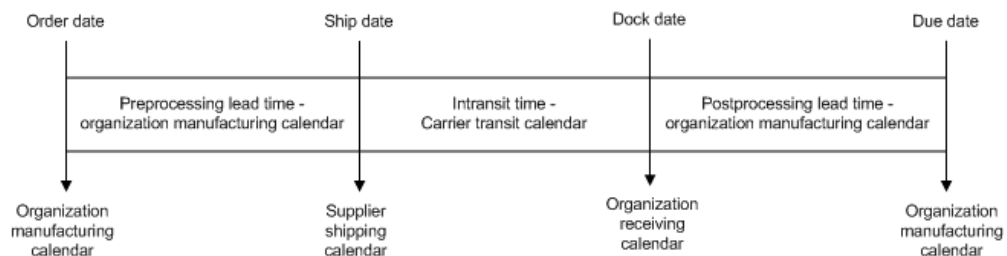 Order date
Ship date
Dock date
Due date
Preprocessing lead time -
organization manufacturing calendar
Intransit time -
Carrier transit calendar
Postprocessing lead time -
organization manufacturing calendar
Organization
manufacturing
calendar
Supplier
shipping
calendar
Organization
receiving
calendar
Organization
manufacturing
calendar